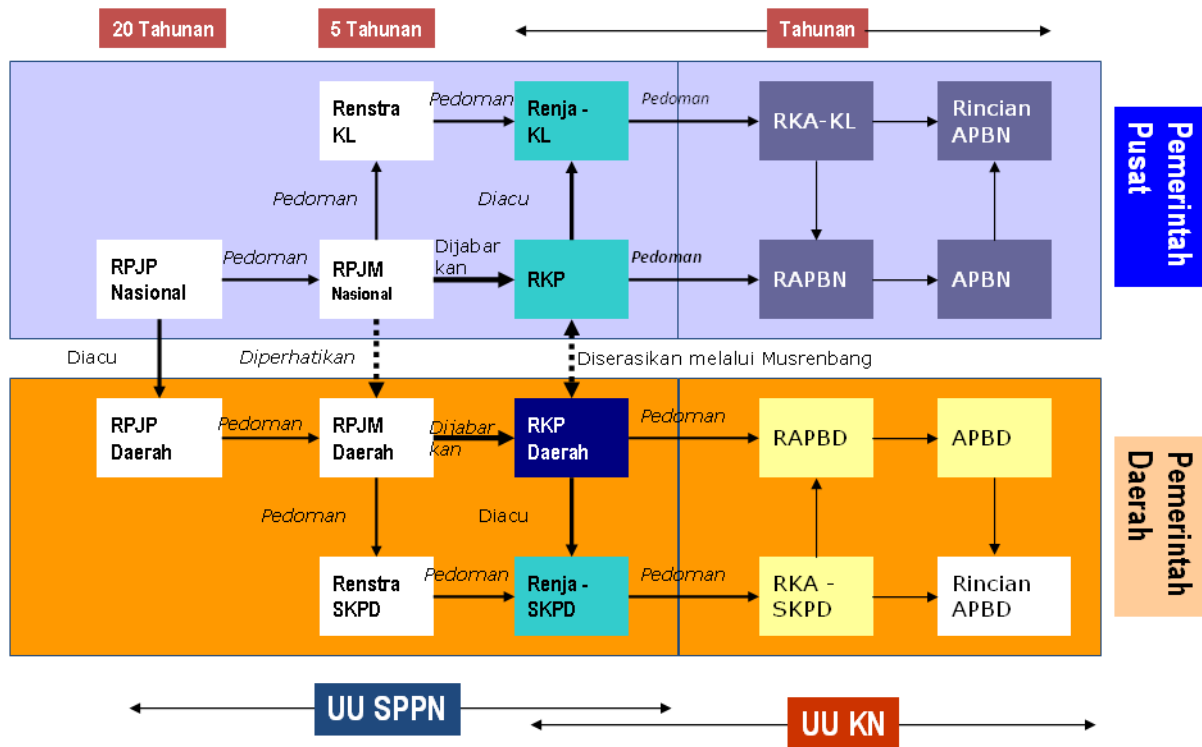 20 Tahunan
5 Tahunan
Tahunan
Renstra
KL
Pedoman
Renja -
KL
Pedoman
RKA-KL
Rincian
APBN
Pemerintah
Pusat
Pedoman
Diacu
RPJP
Nasional
Pedoman
RPJM
Nasional
Dijabar
kan
RKP
Pedoman
RAPBN
APBN
Diacu
Diperhatikan
Diserasikan melalui Musrenbang
RPJP
Daerah
Pedoman
RPJM
Daerah
Dijabar
kan
RKP
Daerah
Pedoman
RAPBD
APBD
Pemerintah
Daerah
Pedoman
Diacu
Renstra
SKPD
Pedoman
Renja -
SKPD
Pedoman
RKA -
SKPD
Rincian
APBD
UU SPPN
UU KN